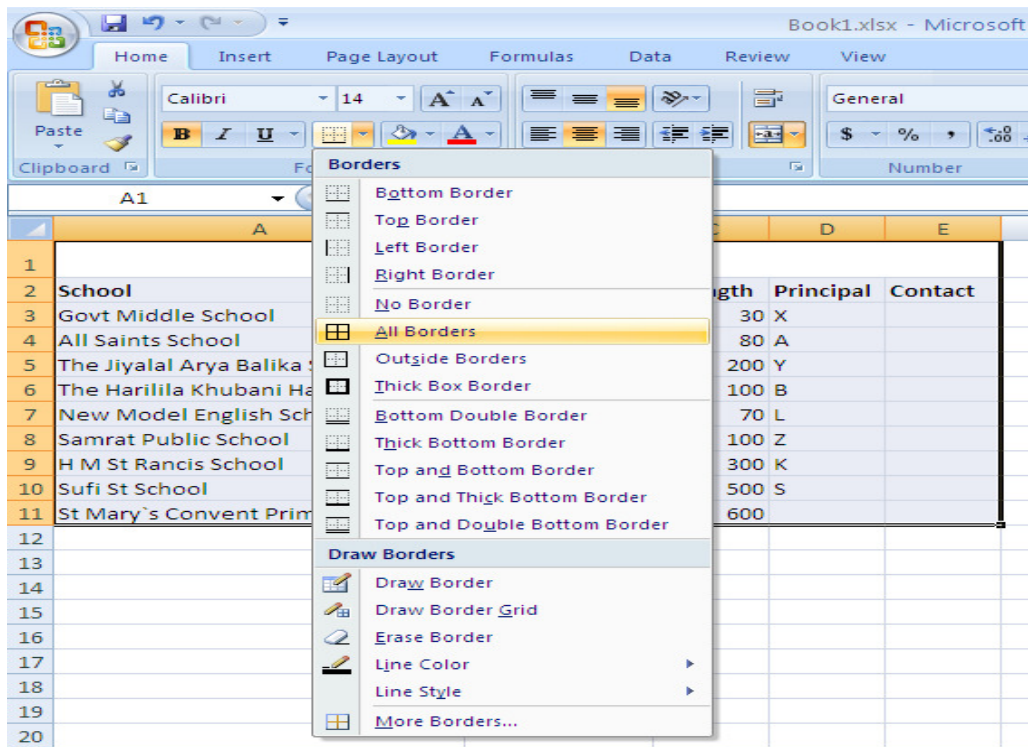 Book1.xlsx - Microsoft
Home Insert Page Layout Formulas Data Review View
Calibri 14 A A General
Paste B I U A $ % , .00
Clipboard Fo Number
A1
A D E
1
2 School gth Principal Contact
3 Govt Middle School 30 X
4 All Saints School 80 A
5 The Jiyalal Arya Balika 200 Y
6 The Harilila Khubani Ha 100 B
7 New Model English Sch 70 L
8 Samrat Public School 100 Z
9 H M St Rancis School 300 K
10 Sufi St School 500 S
11 St Mary`s Convent Prim 600
12
13
14
15
16
17
18
19
20
Borders
Bottom Border
Top Border
Left Border
Right Border
No Border
All Borders
Outside Borders
Thick Box Border
Bottom Double Border
Thick Bottom Border
Top and Bottom Border
Top and Thick Bottom Border
Top and Double Bottom Border
Draw Borders
Draw Border
Draw Border Grid
Erase Border
Line Color
Line Style
More Borders...